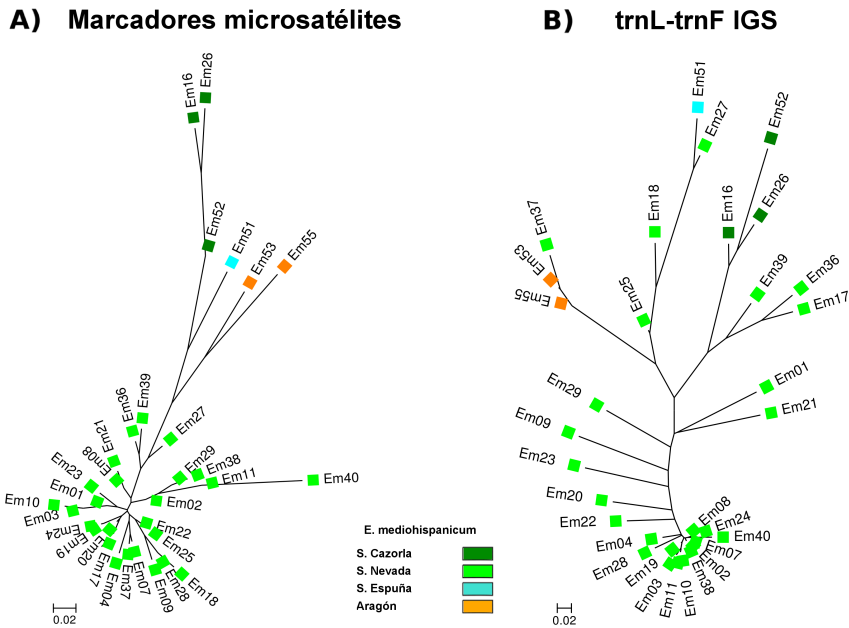 A) Marcadores microsatélites
Em26
Em16
Em52
Em51
Em55
Em53
Em39
Em36
Em21
Em27
Em08
Em29
Em38
Em23
Em11
Em40
Em01
Em10
Em02
Em03
Em24
Em22
Em19
Em25
Em20
Em17
Em18
Em04
Em37
Em07
Em28
Em09
0.02
E. mediohispanicum
S. Cazorla
S. Nevada
S. Espuña
Aragón
B) trnL-trnF IGS
Em51
Em27
Em52
Em37
Em18
Em16
Em26
Em53
Em39
Em36
Em55
Em25
Em17
Em01
Em29
Em21
Em09
Em23
Em20
Em08
Em22
Em24
Em40
Em04
Em07
Em28
Em19
Em02
Em03
Em38
Em11
Em10
0.02